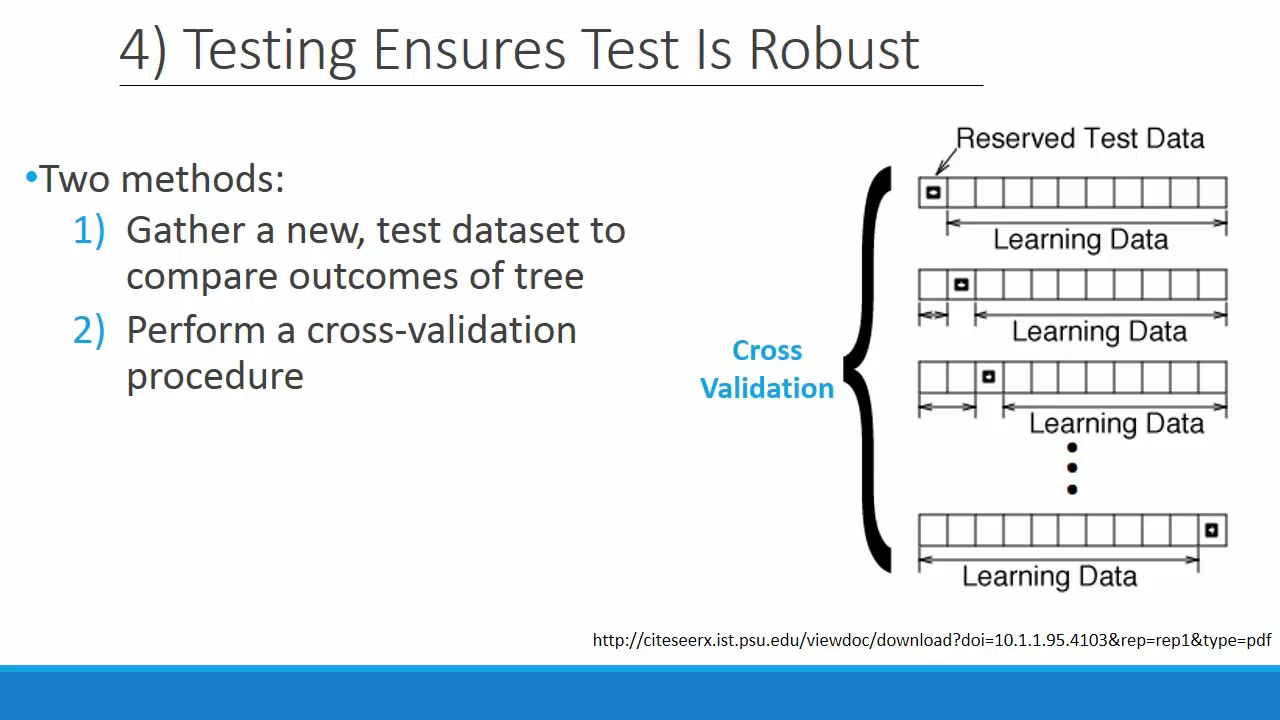 4) Testing Ensures Test Is Robust
•Two methods:
1) Gather a new, test dataset to
compare outcomes of tree
2) Perform a cross-validation
procedure
Cross
Validation
Reserved Test Data
Learning Data
Learning Data
Learning Data
Learning Data
http://citeseerx.ist.psu.edu/viewdoc/download?doi=10.1.1.95.4103&rep=rep1&type=pdf